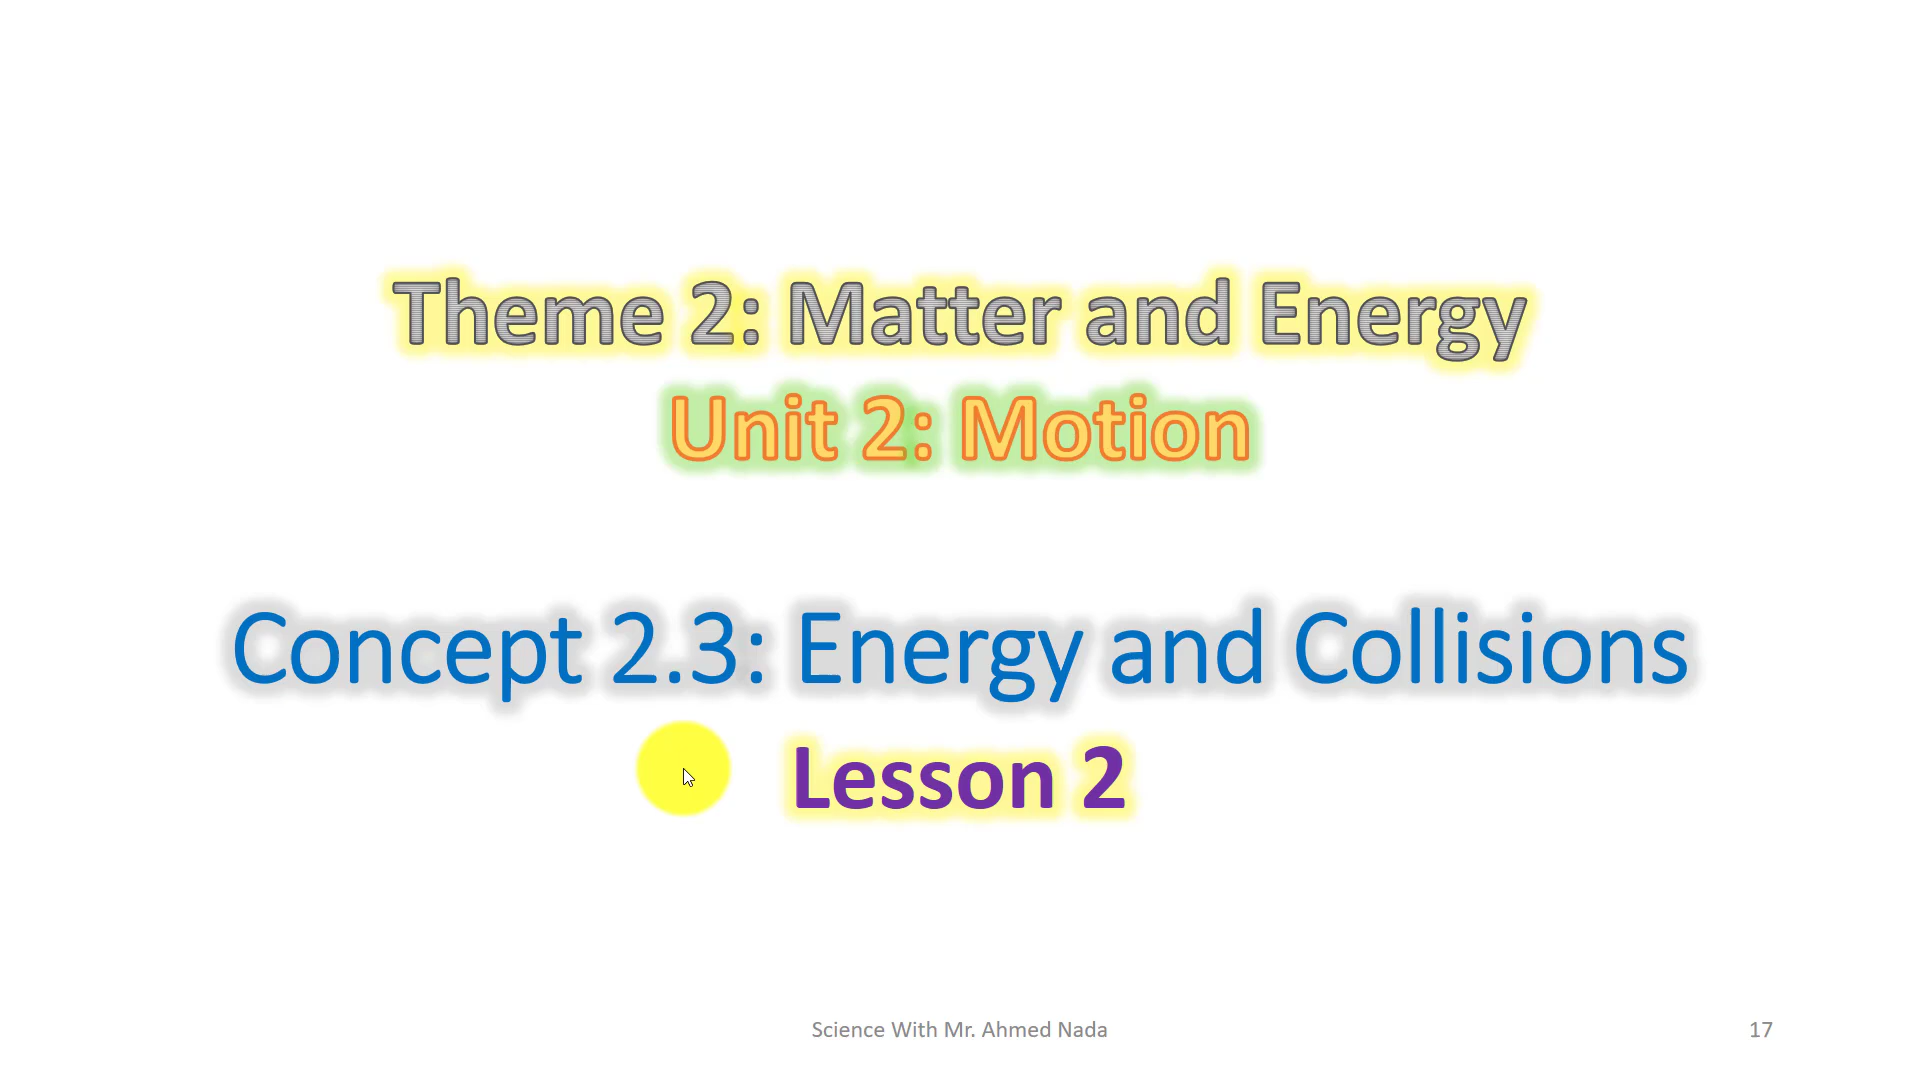 Theme 2: Matter and Energy
Unit 2: Motion
Concept 2.3: Energy and Collisions
Lesson 2
Science With Mr. Ahmed Nada
17